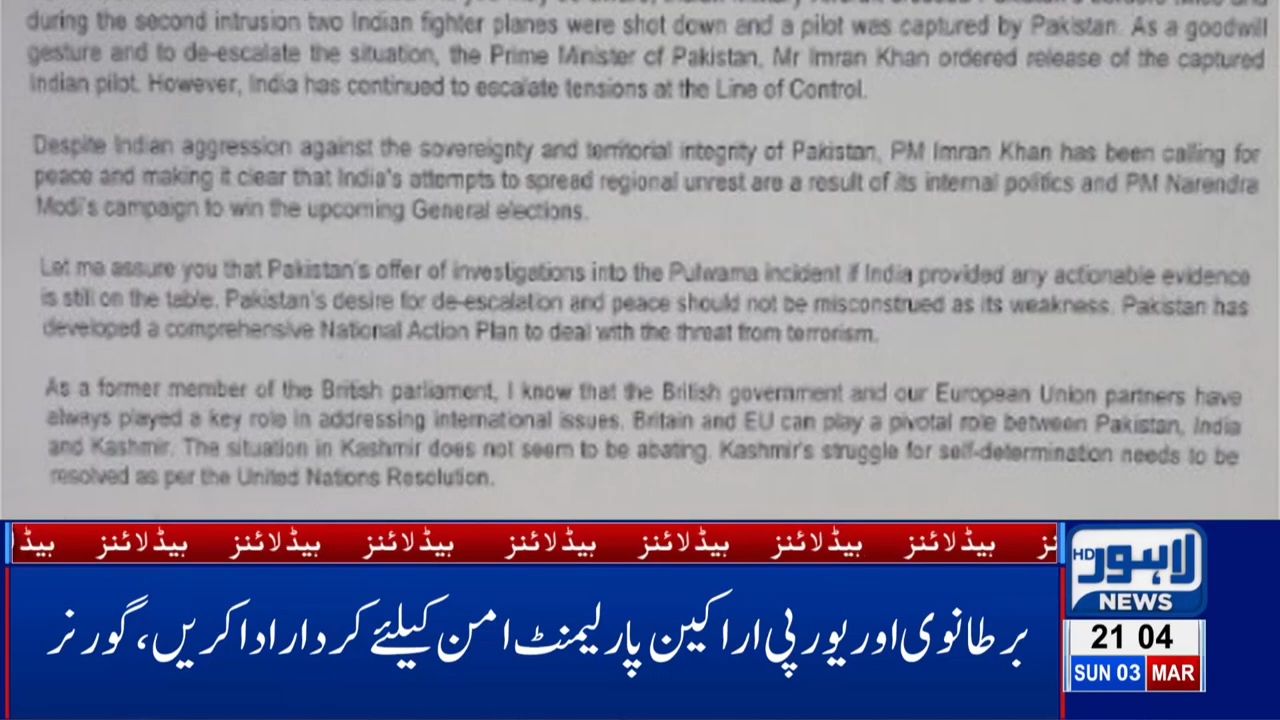 during the second intrusion two Indian fighter planes were shot down and a pilot was captured by Pakistan. As a goodwill
gesture and to de-escalate the situation, the Prime Minister of Pakistan, Mr Imran Khan ordered release of the captured
Indian pilot. However, India has continued to escalate tensions at the Line of Control.
Despite Indian aggression against the sovereignty and territorial integrity of Pakistan, PM Imran Khan has been calling for
peace and making it clear that India's attempts to spread regional unrest are a result of its internal politics and PM Narendra
Modi's campaign to win the upcoming General elections.
Let me assure you that Pakistan's offer of investigations into the Pulwama incident if India provided any actionable evidence
is still on the table. Pakistan's desire for de-escalation and peace should not be misconstrued as its weakness. Pakistan has
developed a comprehensive National Action Plan to deal with the threat from terrorism.
As a former member of the British parliament, I know that the British government and our European Union partners have
always played a key role in addressing international issues. Britain and EU can play a pivotal role between Pakistan, India
and Kashmir. The situation in Kashmir does not seem to be abating. Kashmir's struggle for self-determination needs to be
resolved as per the United Nations Resolution.
ہیڈلائنز ہیڈلائنز ہیڈلائنز ہیڈلائنز ہیڈلائنز ہیڈلائنز ہیڈلائنز
برطانوی اور یورپی اراکین پارلیمنٹ امن کیلئے کردار ادا کریں، گورنر
HD لاہور
NEWS
21 04
SUN 03 MAR